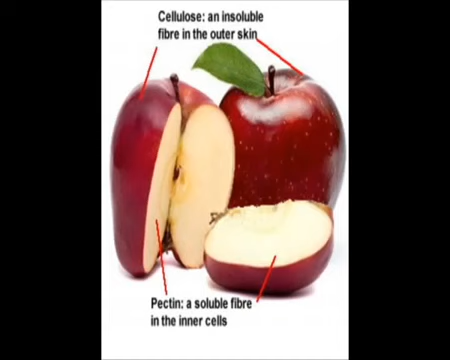 Cellulose: an insoluble
fibre in the outer skin
Pectin: a soluble fibre
in the inner cells